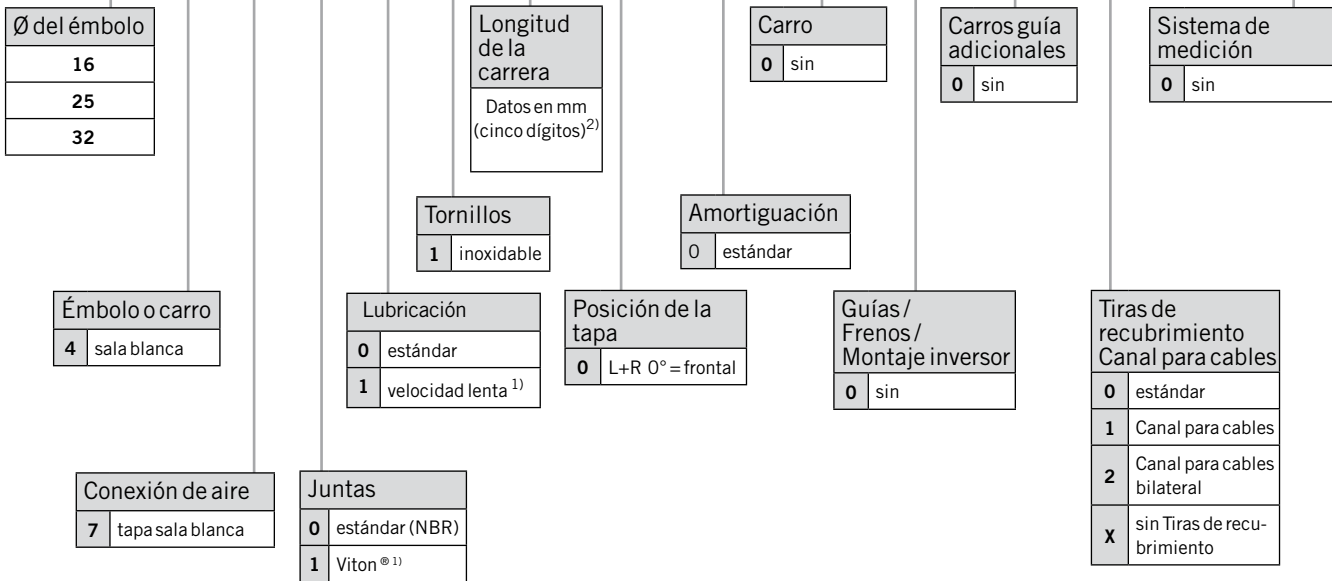 Ø del émbolo
16
25
32
Longitud
de la
carrera
Datos en mm
(cinco dígitos)2)
Carro
0 sin
Carros guía
adicionales
0 sin
Sistema de
medición
0 sin
Tornillos
1 inoxidable
Amortiguación
0 estándar
Émbolo o carro
4 sala blanca
Lubricación
0 estándar
1 velocidad lenta 1)
Posición de la
tapa
0 L+R 0° = frontal
Guías /
Frenos /
Montaje inversor
0 sin
Tiras de
recubrimiento
Canal para cables
0 estándar
1 Canal para cables
2 Canal para cables
bilateral
X sin Tiras de recu-
brimiento
Conexión de aire
7 tapa sala blanca
Juntas
0 estándar (NBR)
1 Viton ® 1)